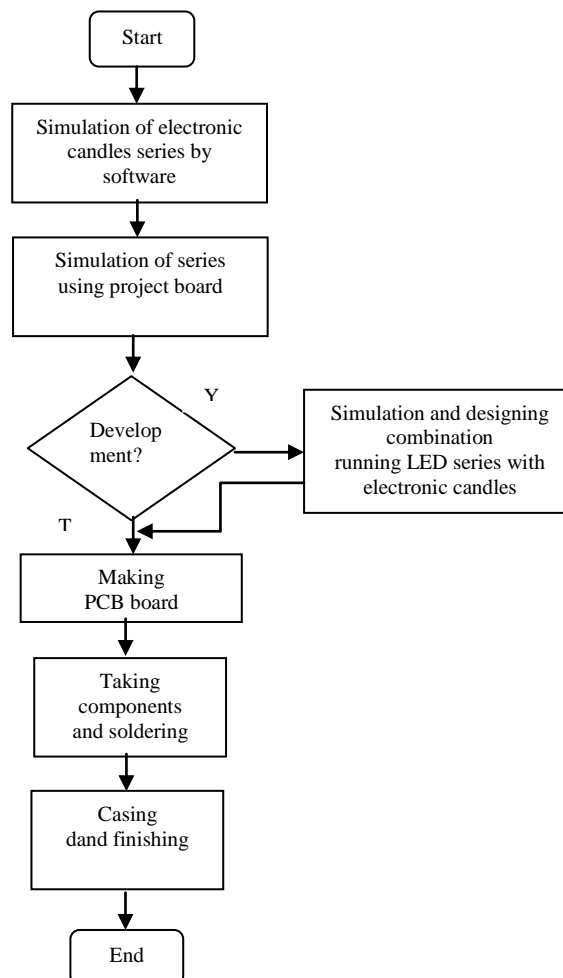 Start
Simulation of electronic
candles series by
software
Simulation of series
using project board
Develop
ment?
Y
Simulation and designing
combination
running LED series with
electronic candles
T
Making
PCB board
Taking
components
and soldering
Casing
dand finishing
End